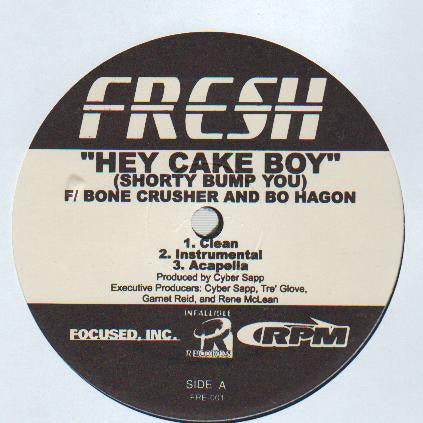 FRESH
"HEY CAKE BOY"
(SHORTY BUMP YOU)
F/ BONE CRUSHER AND BO HAGON
1. Clean
2. Instrumental
3. Acapella
Produced by Cyber Sapp
Executive Producers: Cyber Sapp, Tre' Glove,
Garnet Reid, and Rene McLean
FOCUSED, INC.
INFALLIBLE
R
RECORDS
RPM
SIDE A
FRE-001